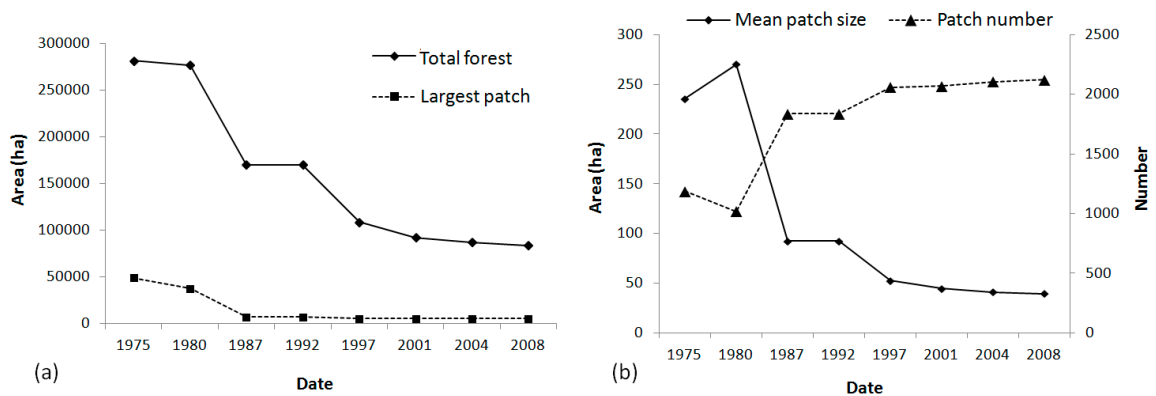 Total forest
Largest patch
Area(ha)
300000
250000
200000
150000
100000
50000
0
1975 1980 1987 1992 1997 2001 2004 2008
Date
(a)
Mean patch size Patch number
Area(ha)
300
250
200
150
100
50
0
2500
2000
1500
1000
500
0
Number
1975 1980 1987 1992 1997 2001 2004 2008
Date
(b)